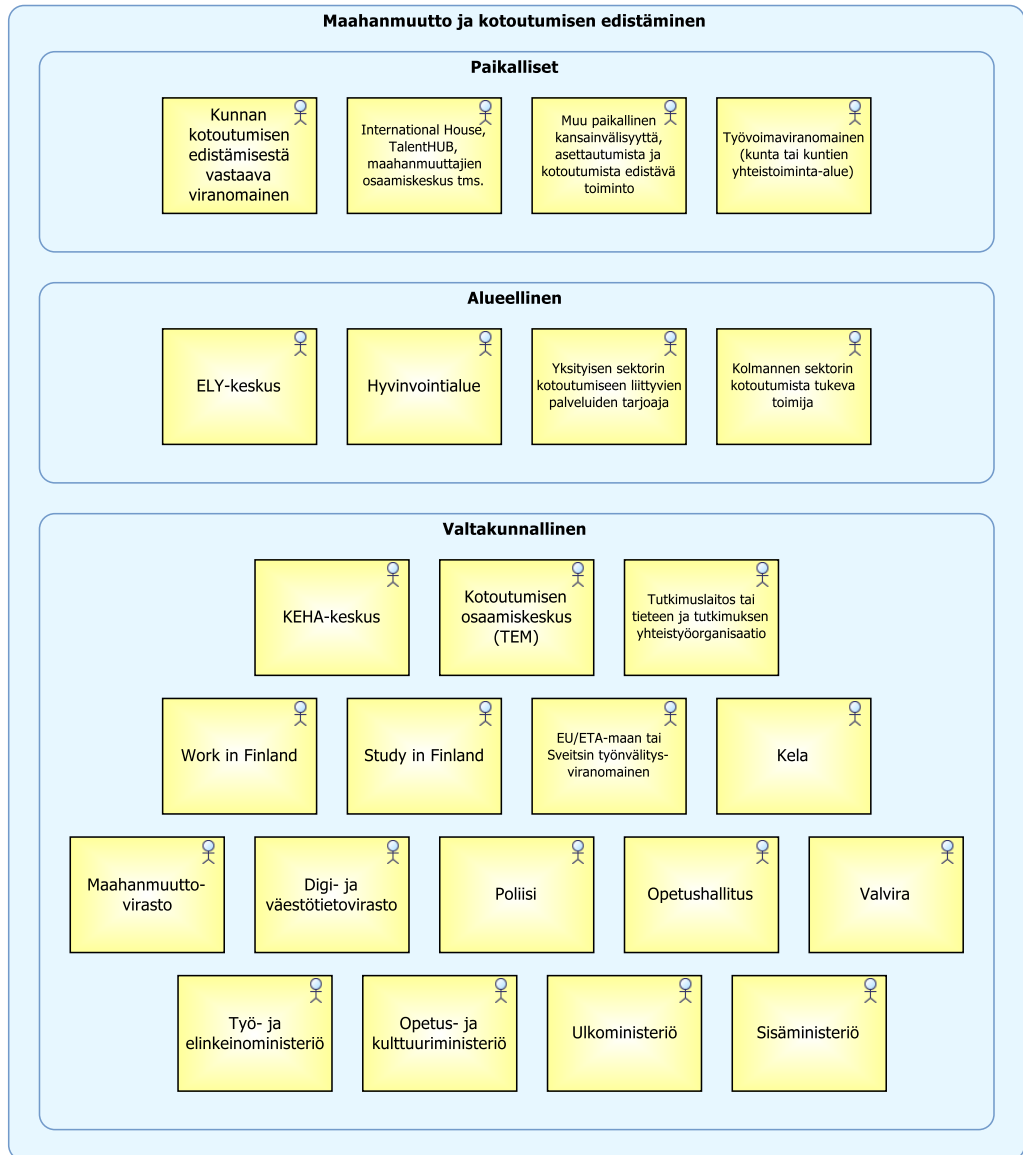 Maahanmuutto ja kotoutumisen edistäminen
Paikalliset
Kunnan
kotoutumisen
edistämisestä
vastaava
viranomainen
International House,
TalentHUB,
maahanmuuttajien
osaamiskeskus tms.
Muu paikallinen
kansainvälisyyttä,
asettautumista ja
kotoutumista edistävä
toiminto
Työvoimaviranomainen
(kunta tai kuntien
yhteistoiminta-alue)
Alueellinen
ELY-keskus
Hyvinvointialue
Yksityisen sektorin
kotoutumiseen liittyvien
palveluiden tarjoaja
Kolmannen sektorin
kotoutumista tukeva
toimija
Valtakunnallinen
KEHA-keskus
Kotoutumisen
osaamiskeskus
(TEM)
Tutkimuslaitos tai
tieteen ja tutkimuksen
yhteistyöorganisaatio
Work in Finland
Study in Finland
EU/ETA-maan tai
Sveitsin työnvälitys-
viranomainen
Kela
Maahanmuutto-
virasto
Digi- ja
väestötietovirasto
Poliisi
Opetushallitus
Valvira
Työ- ja
elinkeinoministeriö
Opetus- ja
kulttuuriministeriö
Ulkoministeriö
Sisäministeriö